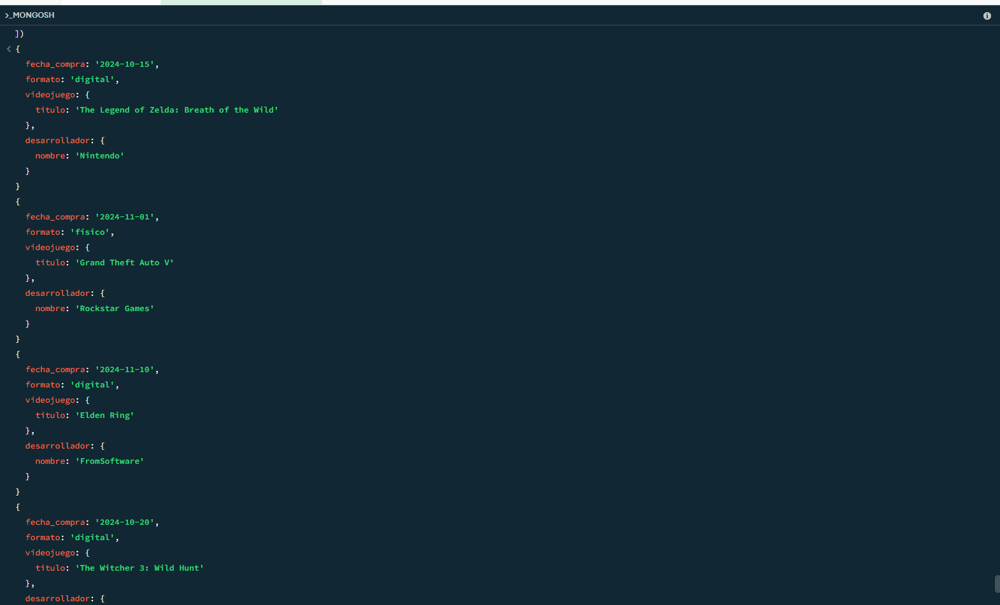 >_MONGOSH
])
< {
fecha_compra: '2024-10-15',
formato: 'digital',
videojuego: {
titulo: 'The Legend of Zelda: Breath of the Wild'
},
desarrollador: {
nombre: 'Nintendo'
}
}
{
fecha_compra: '2024-11-01',
formato: 'fisico',
videojuego: {
titulo: 'Grand Theft Auto V'
},
desarrollador: {
nombre: 'Rockstar Games'
}
}
{
fecha_compra: '2024-11-10',
formato: 'digital',
videojuego: {
titulo: 'Elden Ring'
},
desarrollador: {
nombre: 'FromSoftware'
}
}
{
fecha_compra: '2024-10-20',
formato: 'digital',
videojuego: {
titulo: 'The Witcher 3: Wild Hunt'
},
desarrollador: {